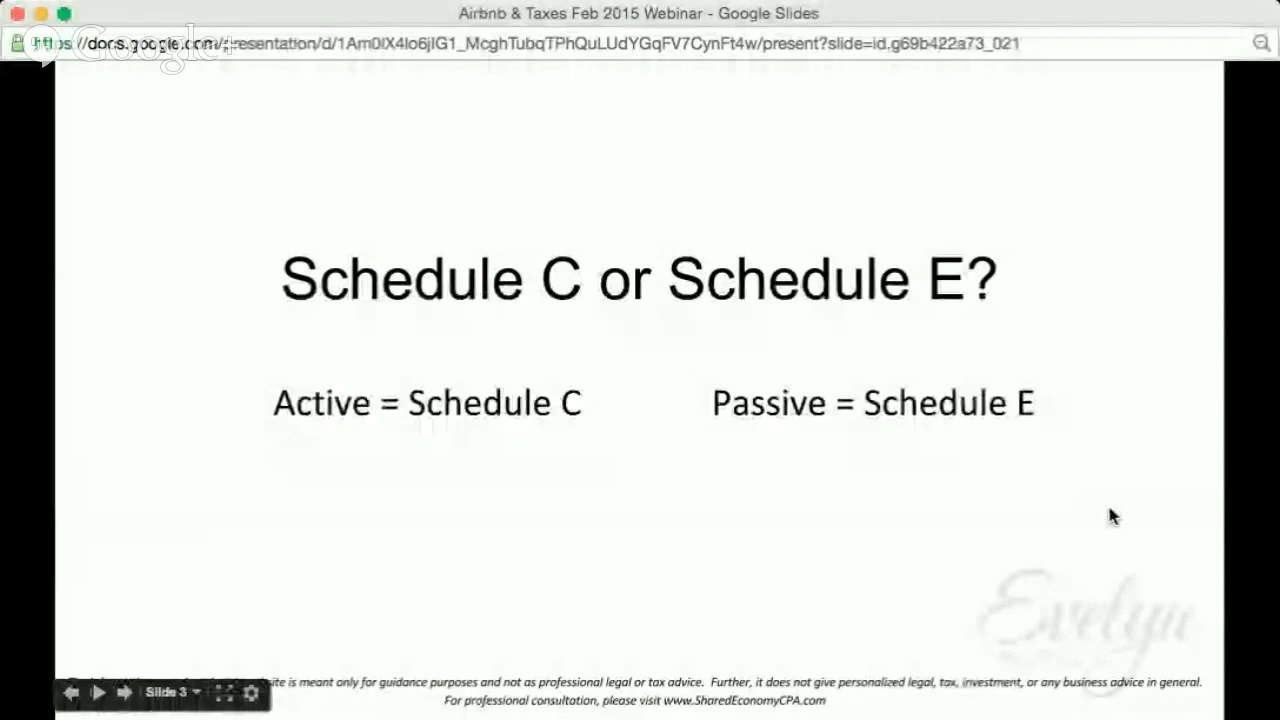 Airbnb & Taxes Feb 2015 Webinar - Google Slides
Google+
Schedule C or Schedule E?
Active = Schedule C
Passive = Schedule E
Evelyn
is meant only for guidance purposes and not as professional legal or tax advice. Further, it does not give personalized legal, tax, investment, or any business advice in general.
Slide 3
For professional consultation, please visit www.SharedEconomyCPA.com